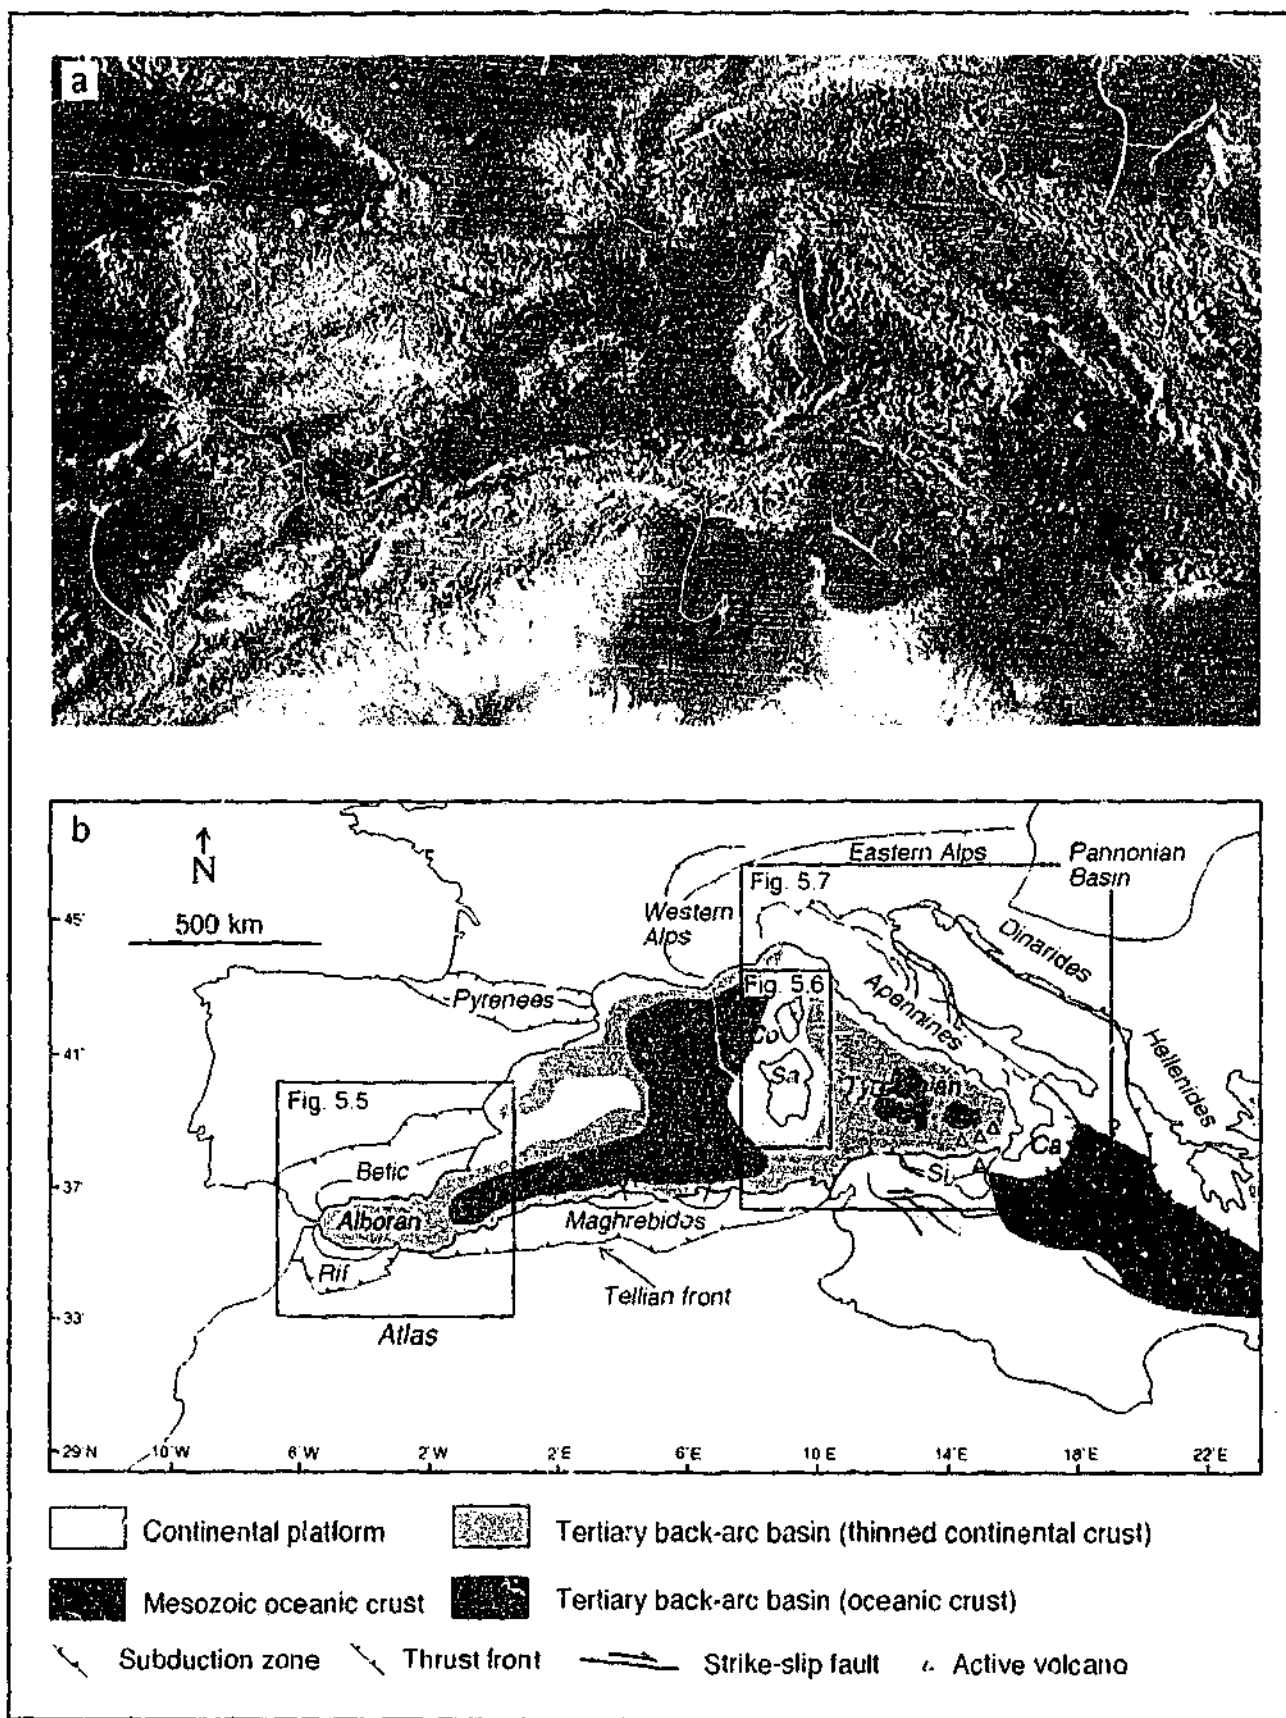 a
b
N
500 km
Eastern Alps
Pannonian
Basin
Fig. 5.7
Western
Alps
45°
Dinarides
Pyrenees
Fig. 5.6
Apennines
Co
41°
Sa
Hellenides
Fig. 5.5
Ca
Betic
Si
37°
Alboran
Maghrebides
Rif
Tellian front
33°
Atlas
29°N 10°W 6°W 2°W 2°E 6°E 10°E 14°E 18°E 22°E
Continental platform Tertiary back-arc basin (thinned continental crust)
Mesozoic oceanic crust Tertiary back-arc basin (oceanic crust)
Subduction zone Thrust front Strike-slip fault Active volcano